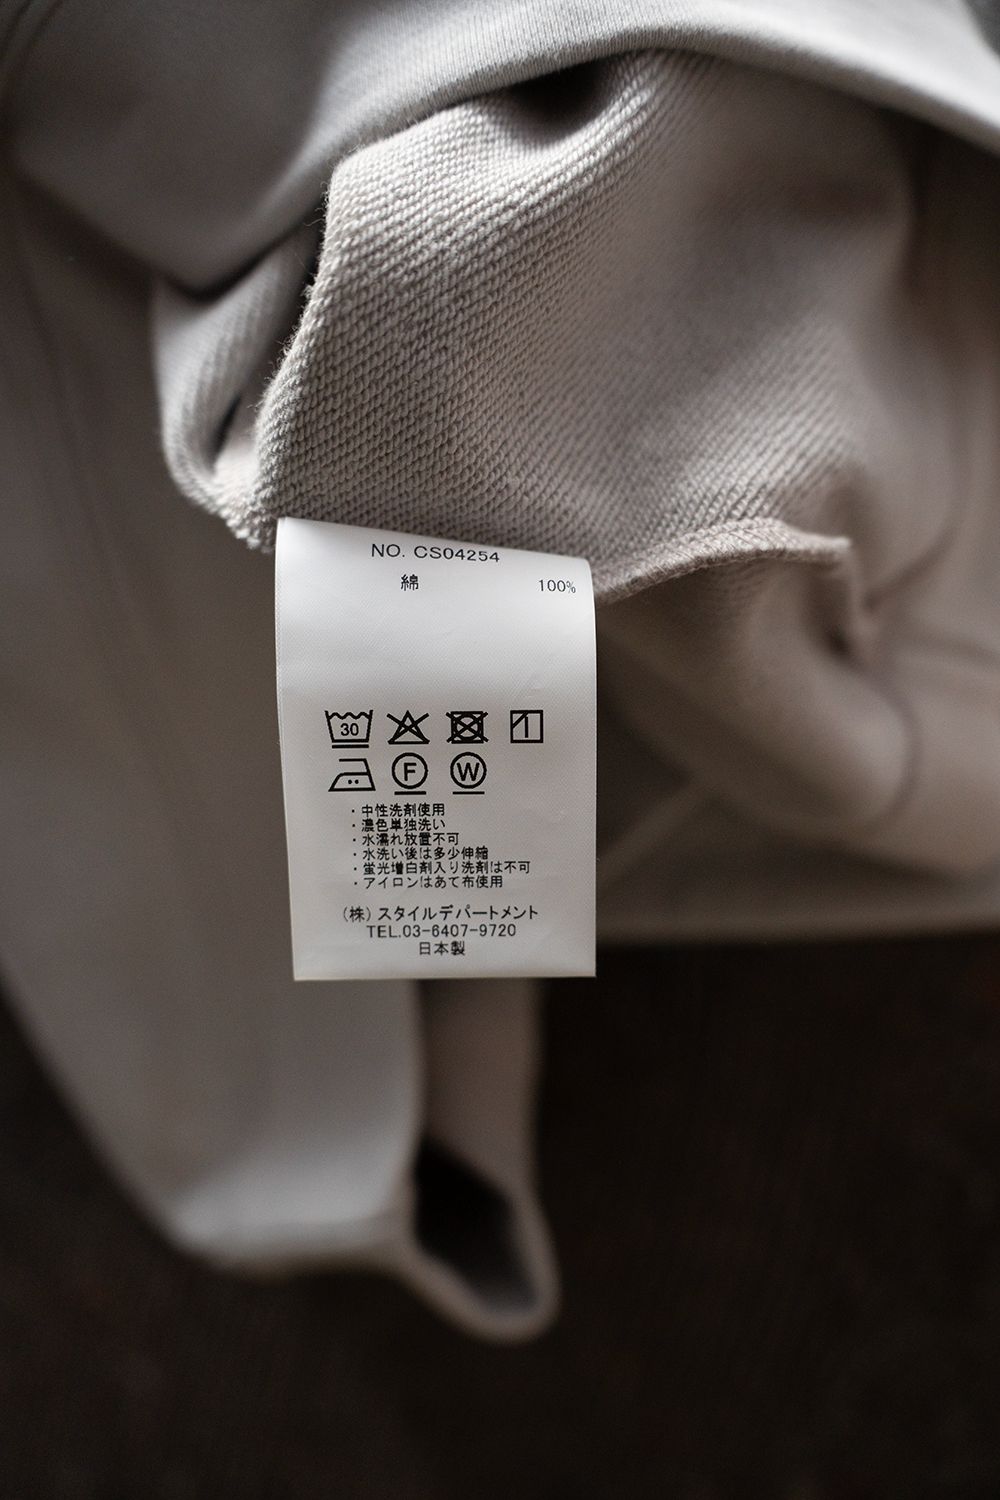 NO. CS04254
綿 100%
30
F W
・中性洗剤使用
・濃色単独洗い
・水濡れ放置不可
・水洗い後は多少伸縮
・蛍光増白剤入り洗剤は不可
・アイロンはあて布使用
(株)スタイルデパートメント
TEL.03-6407-9720
日本製